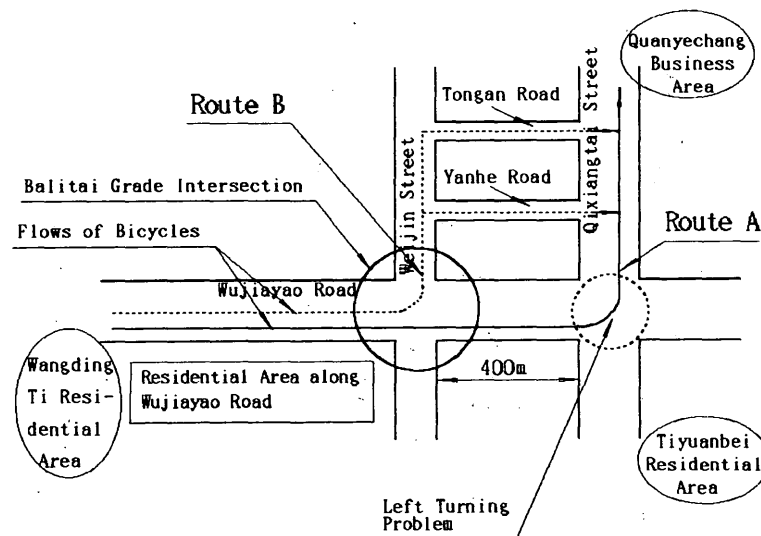 Quanyechang
Business
Area
Tongan Road
Qixiangtai Street
Route B
Weijin Street
Yanhe Road
Balitai Grade Intersection
Flows of Bicycles
Route A
Wujiayao Road
Wangding
Ti Resi-
dential
Area
Residential Area along
Wujiayao Road
400m
Tiyuanbei
Residential
Area
Left Turning
Problem